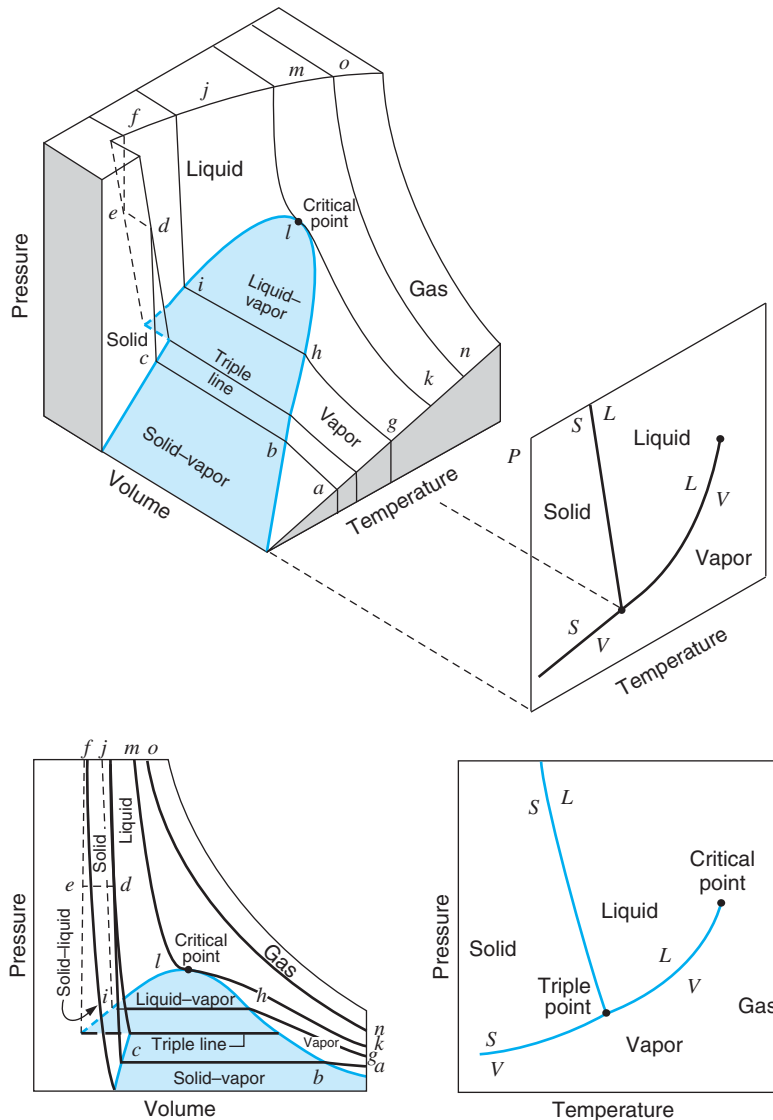 m
o
j
f
Liquid
e
d
Critical
point
l
Pressure
Gas
i
Liquid–
vapor
Solid
c
h
n
Triple
line
k
Vapor
g
Solid–vapor
b
a
Volume
Temperature
S
L
P
Liquid
L
V
Solid
Vapor
S
V
Temperature
f
j
m
o
Liquid
Solid
e
d
Solid–liquid
Pressure
l
Critical
point
Gas
i
Liquid–vapor
h
n
Triple line
Vapor
k
g
c
a
Solid–vapor
b
Volume
S
L
Critical
point
Pressure
Liquid
Solid
L
V
Triple
point
Gas
S
V
Vapor
Temperature